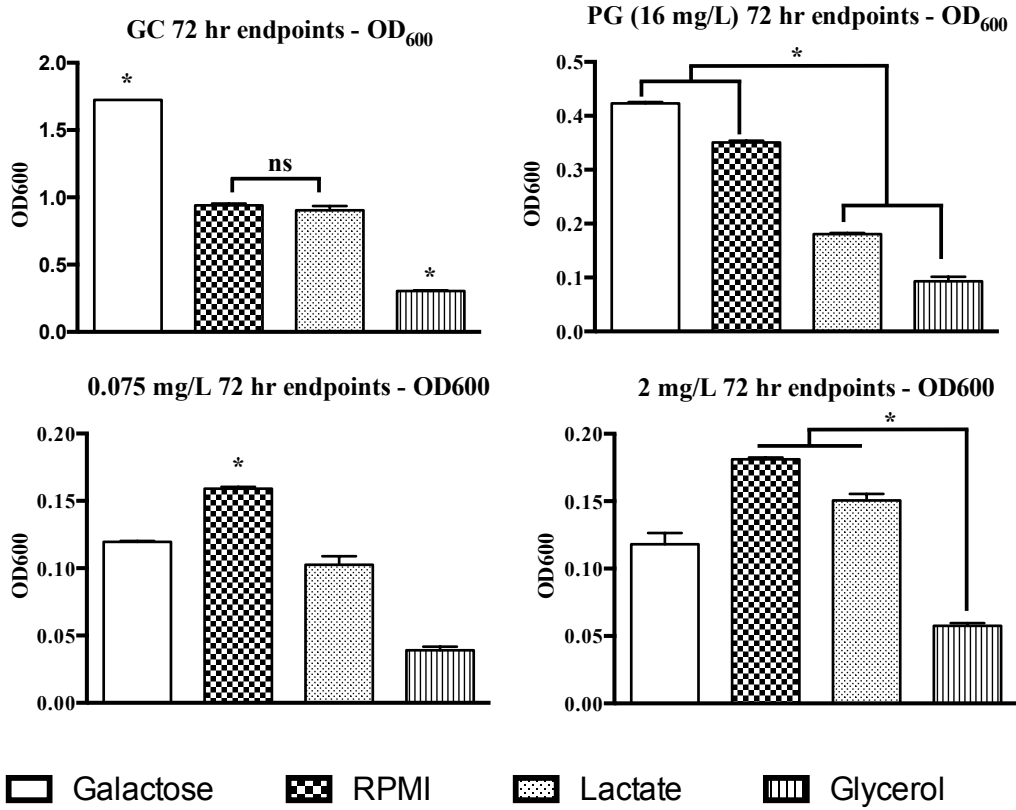 GC 72 hr endpoints - OD600
2.0
*
1.5
ns
1.0
*
0.5
0.0
OD600
PG (16 mg/L) 72 hr endpoints - OD600
0.5
*
0.4
0.3
0.2
0.1
0.0
OD600
0.075 mg/L 72 hr endpoints - OD600
0.20
*
0.15
0.10
0.05
0.00
OD600
2 mg/L 72 hr endpoints - OD600
0.20
*
0.15
0.10
0.05
0.00
OD600
Galactose RPMI Lactate Glycerol